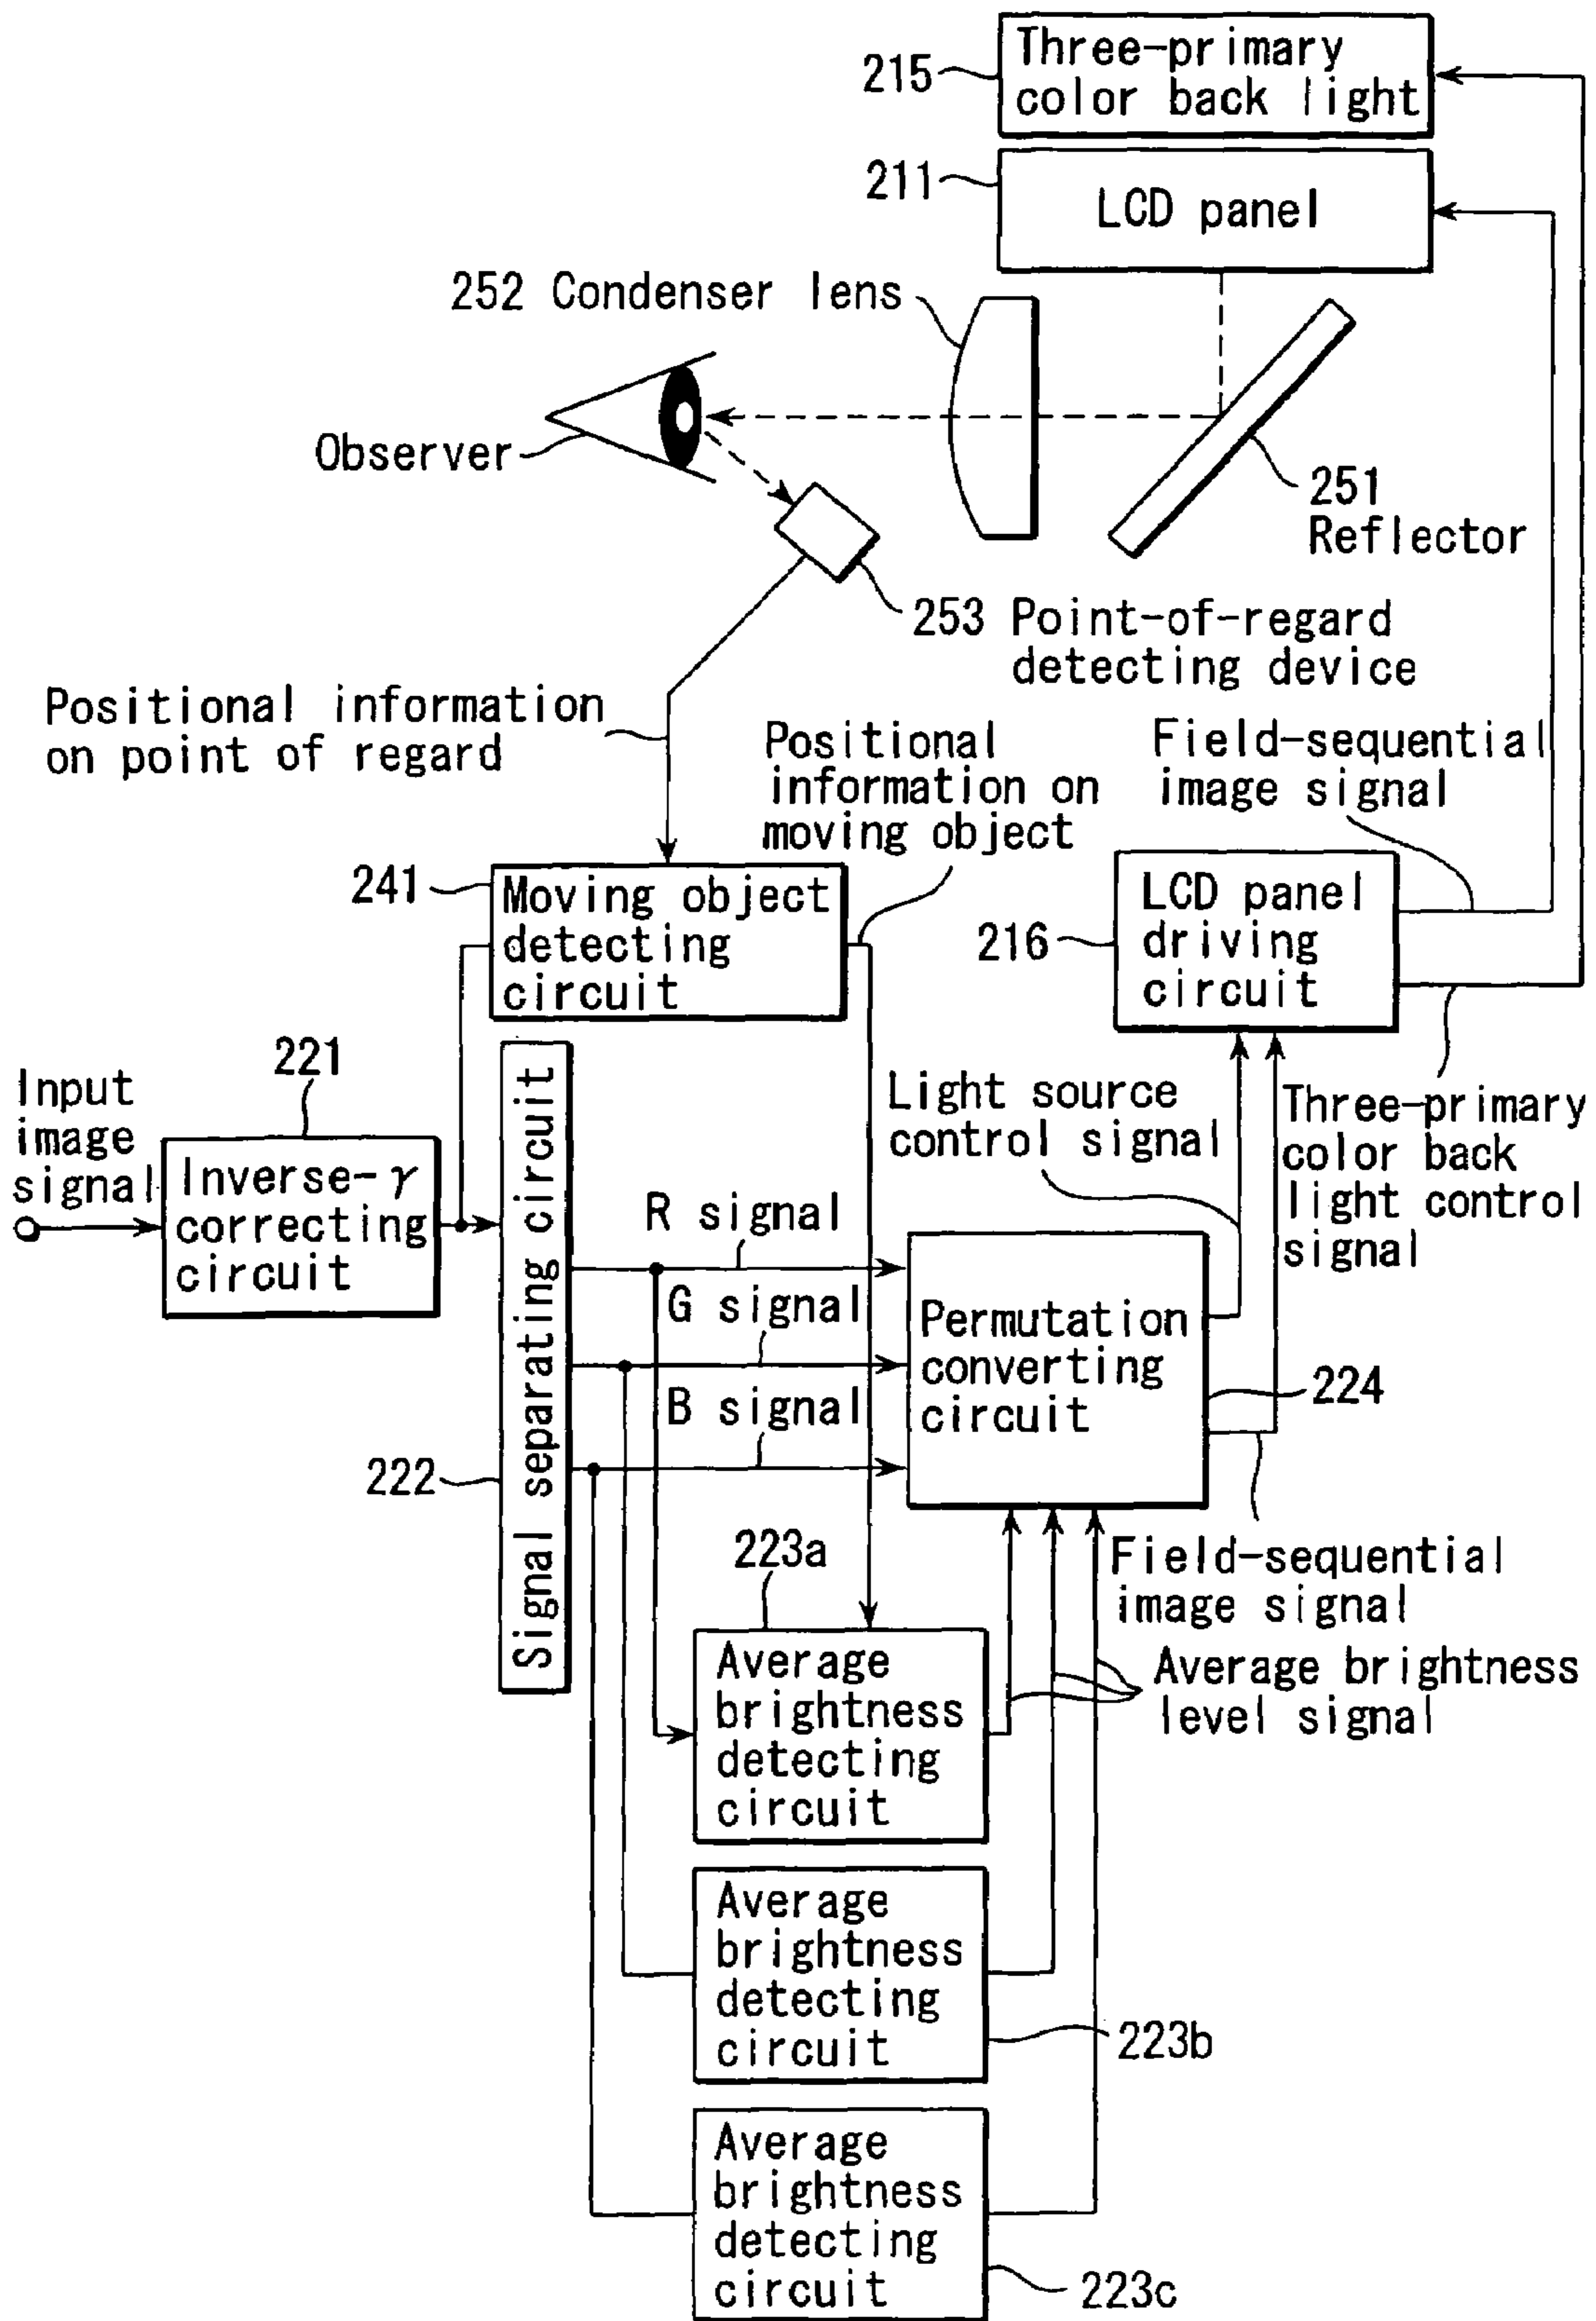 215
Three-primary
color back light
211
LCD panel
252 Condenser lens
Observer
251
Reflector
253 Point-of-regard
detecting device
Positional information
on point of regard
Positional
information on
moving object
Field-sequential
image signal
241
Moving object
detecting
circuit
216
LCD panel
driving
circuit
Input
image
signal
221
Inverse-γ
correcting
circuit
222
Signal separating circuit
Light source
control signal
Three-primary
color back
light control
signal
R signal
G signal
B signal
Permutation
converting
circuit
224
Field-sequential
image signal
Average brightness
level signal
223a
Average
brightness
detecting
circuit
Average
brightness
detecting
circuit
223b
Average
brightness
detecting
circuit
223c